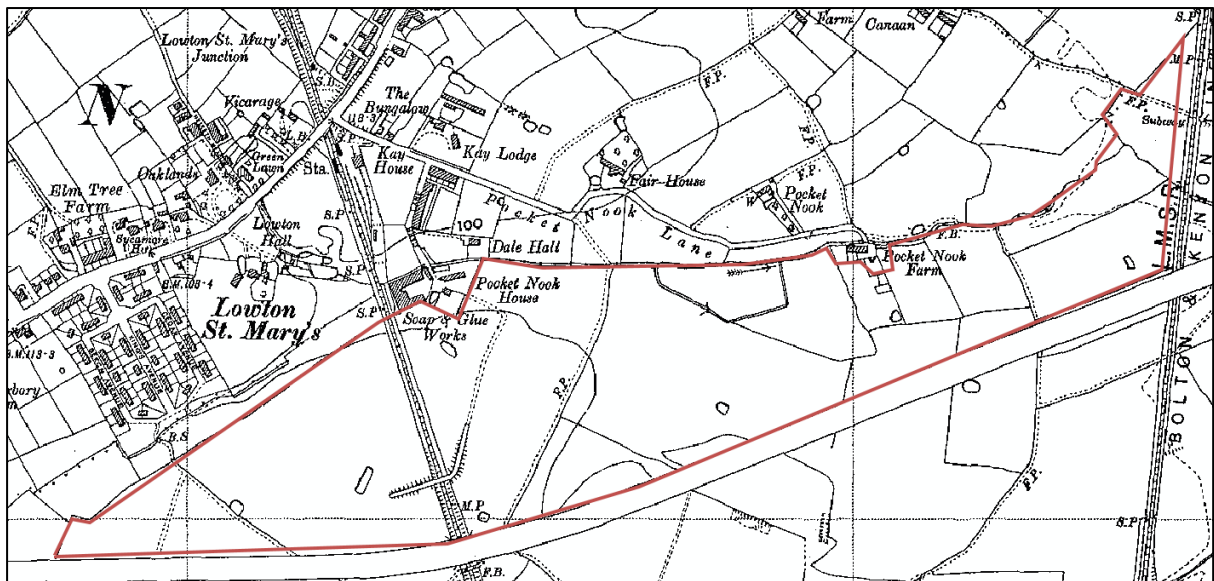 Lowton St. Mary's
Junction
Farm
Canaan
S.P.
M.P.
N
Vicarage
The
Bungalow
F.P.
F.P.
Subway
L.B.
S.P.
Oaklands
Green
Lawn
Sta.
Kay
House
Kay Lodge
Fair House
F.P.
F.P.
Elm Tree
Farm
Pocket Nook Lane
W
Pocket
Nook
L.M.S.R.
KENYON
S.P.
100
F.P.
Sycamore
Lowton
Hall
Dale Hall
F.B.
S.P.
Pocket Nook
Farm
B.M. 108·4
Pocket Nook
House
Lowton
St. Mary's
S.P.
Soap & Glue
Works
B.M. 113·3
BOLTON
F.P.
B.S.
F.P.
M.P.
S.P.
F.B.